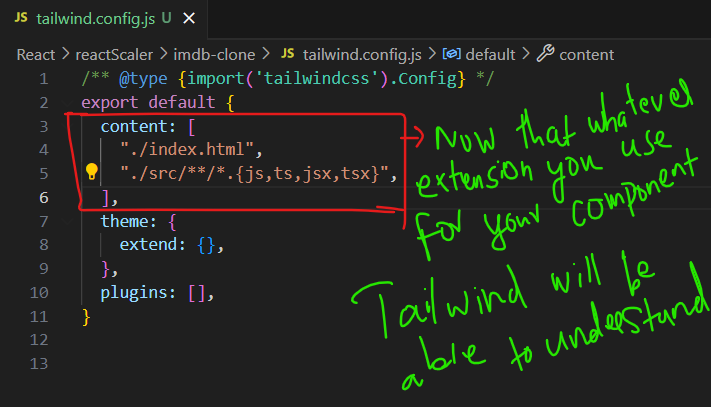 JS tailwind.config.js U ×
React > reactScaler > imdb-clone > JS tailwind.config.js > default > content
1 /** @type {import('tailwindcss').Config} */
2 export default {
3 content: [
4 "./index.html",
5 "./src/**/*.{js,ts,jsx,tsx}",
6 ],
7 theme: {
8 extend: {},
9 },
10 plugins: [],
11 }
12
13
Now that whatever
extension you use
for your component
Tailwind will be
able to understand